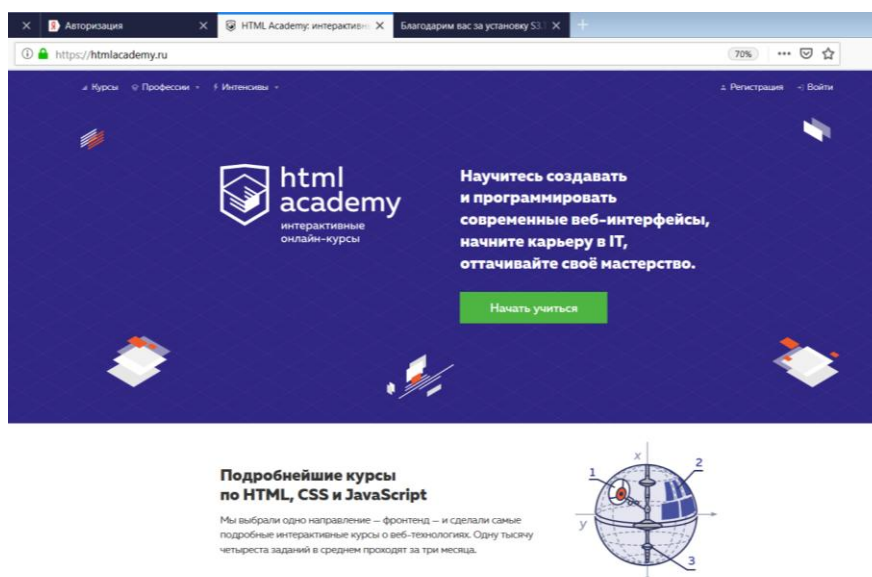 Авторизация
HTML Academy: интерактивн
Благодарим вас за установку S3.
https://htmlacademy.ru
70%
Курсы Профессии Интенсивы
Регистрация Войти
html
academy
интерактивные
онлайн-курсы
Научитесь создавать
и программировать
современные веб-интерфейсы,
начните карьеру в IT,
оттачивайте своё мастерство.
Начать учиться
Подробнейшие курсы
по HTML, CSS и JavaScript
Мы выбрали одно направление – фронтенд – и сделали самые
подробные интерактивные курсы о веб-технологиях. Одну тысячу
четыреста заданий в среднем проходят за три месяца.
x
1
2
y
3